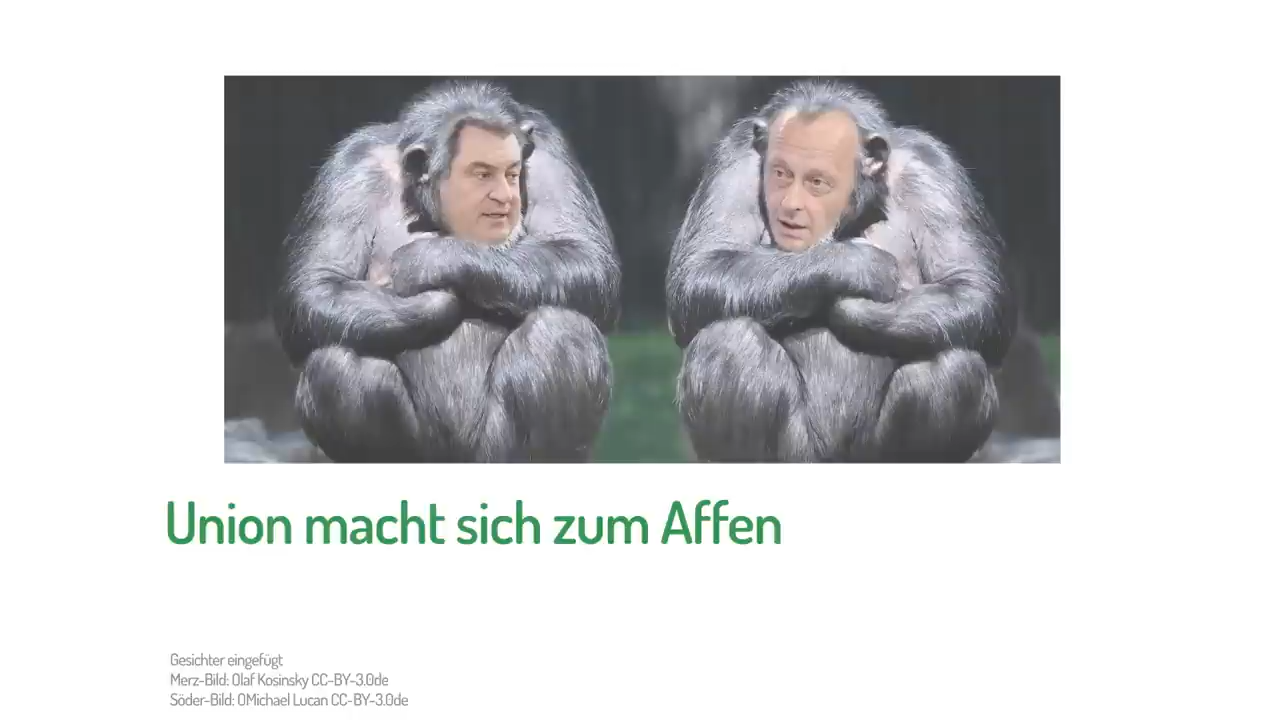 Union macht sich zum Affen
Gesichter eingefügt
Merz-Bild: Olaf Kosinsky CC-BY-3.0de
Söder-Bild: OMichael Lucan CC-BY-3.0de